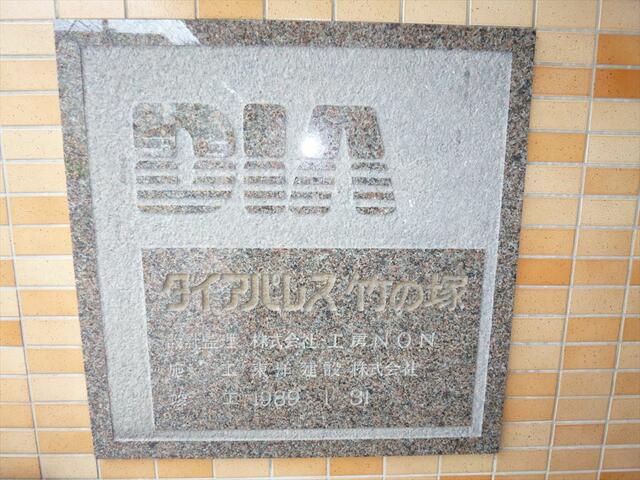 DIA
ダイアパレス竹の塚
設計監理 株式会社 工房NON
施 工 東洋建設株式会社
竣 工 1989 1 31